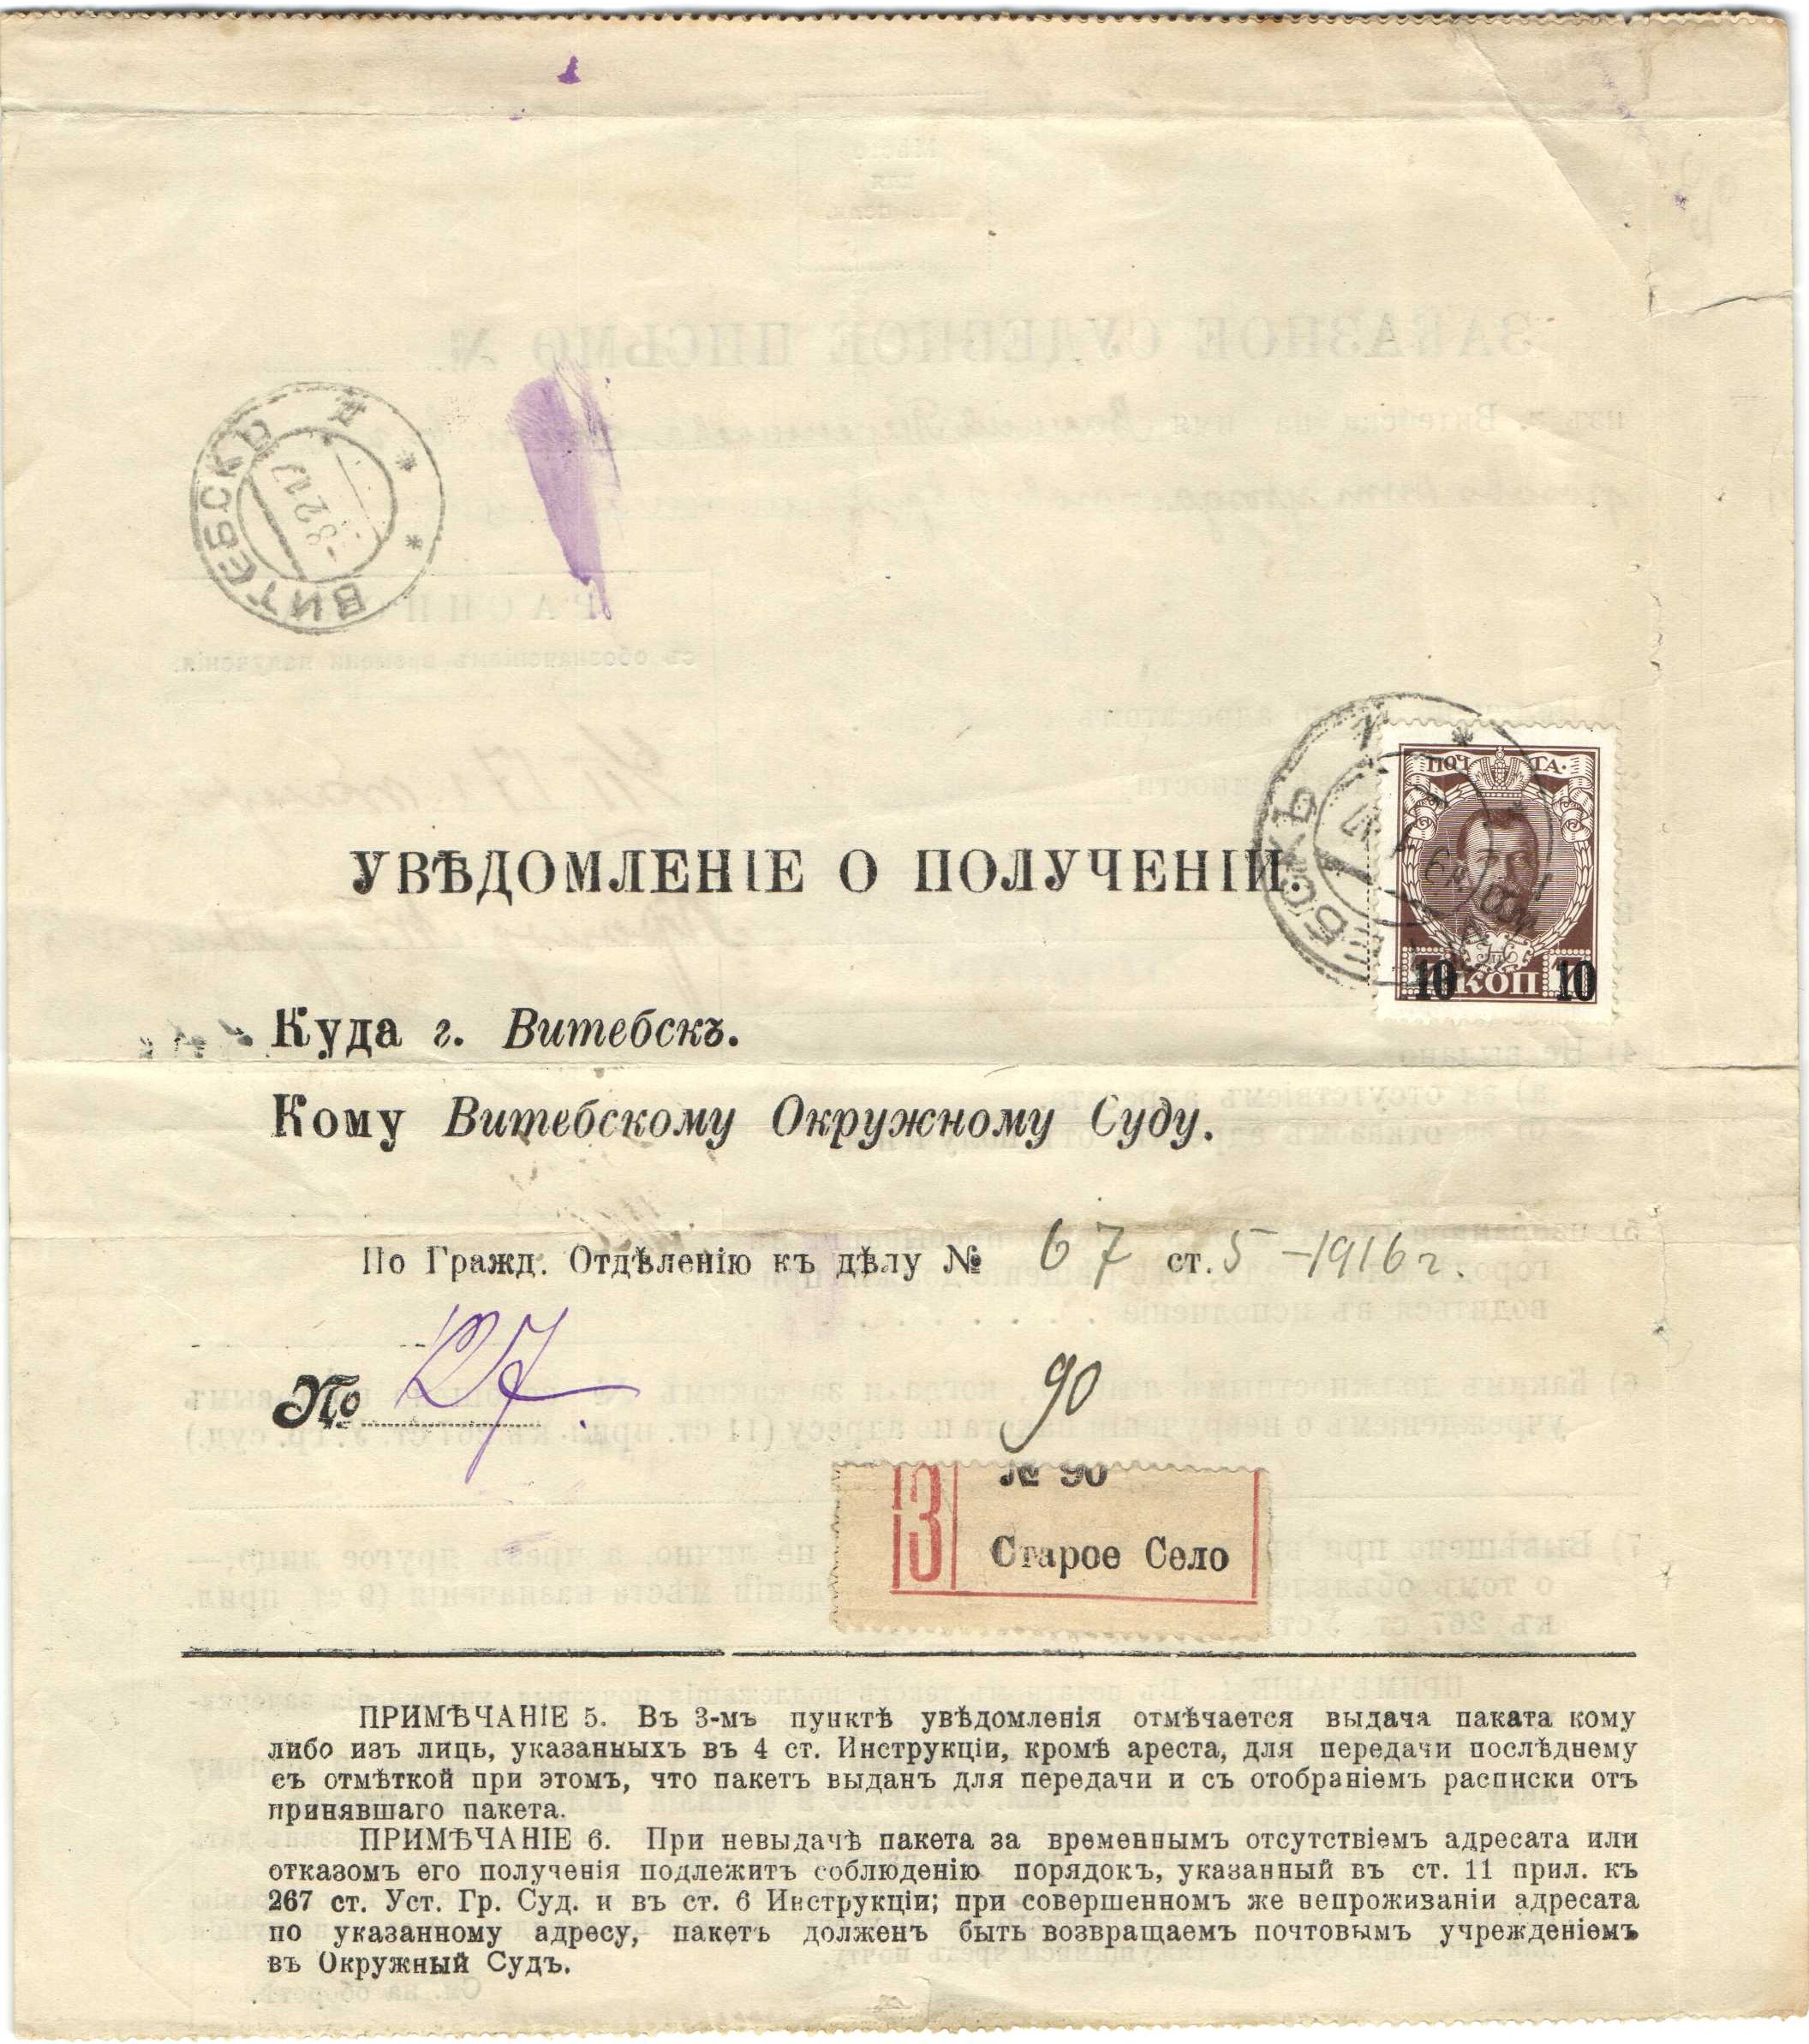 ВИТЕБСКЪ
8 2 17
ПОЧТА.
УВѢДОМЛЕНІЕ О ПОЛУЧЕНІИ.
10 КОП 10
Куда г. Витебскъ.
Кому Витебскому Окружному Суду.
По Гражд. Отдѣленію къ дѣлу № 67 ст. 5 - 1916 г.
№ 127.
90
З № 90
Старое Село
ПРИМѢЧАНІЕ 5. Въ 3-мъ пунктѣ увѣдомленія отмѣчается выдача паката кому
либо изъ лицъ, указанныхъ въ 4 ст. Инструкціи, кромѣ ареста, для передачи послѣднему
съ отмѣткой при этомъ, что пакетъ выданъ для передачи и съ отобраніемъ расписки отъ
принявшаго пакета.
ПРИМѢЧАНІЕ 6. При невыдачѣ пакета за временнымъ отсутствіемъ адресата или
отказомъ его полученія подлежитъ соблюденію порядокъ, указанный въ ст. 11 прил. къ
267 ст. Уст. Гр. Суд. и въ ст. 6 Инструкціи; при совершенномъ же непроживаніи адресата
по указанному адресу, пакетъ долженъ быть возвращаемъ почтовымъ учрежденіемъ
въ Окружный Судъ.